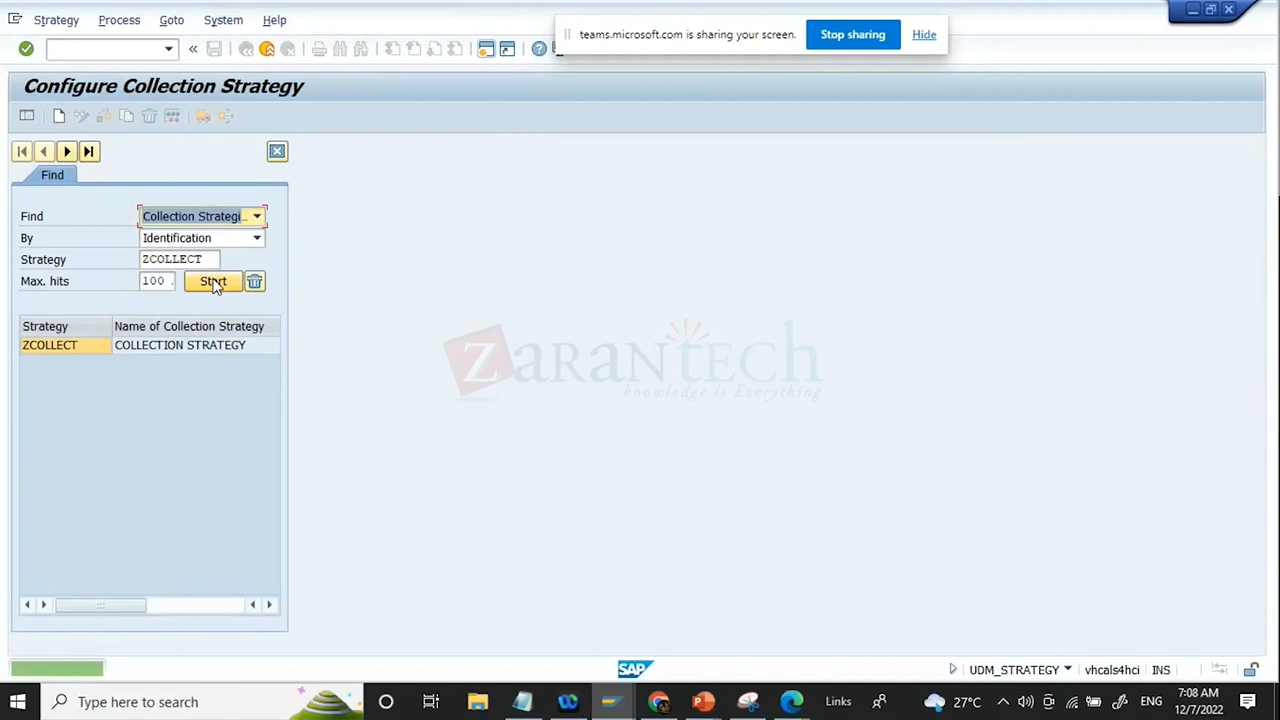 Strategy Process Goto System Help
teams.microsoft.com is sharing your screen. Stop sharing Hide
Configure Collection Strategy
Find
Find Collection Strategi...
By Identification
Strategy ZCOLLECT
Max. hits 100 . Start
Strategy Name of Collection Strategy
ZCOLLECT COLLECTION STRATEGY
zaranTech
knowledge is Everything
SAP UDM_STRATEGY vhcals4hci INS
Type here to search Links 27°C ENG 7:08 AM
12/7/2022